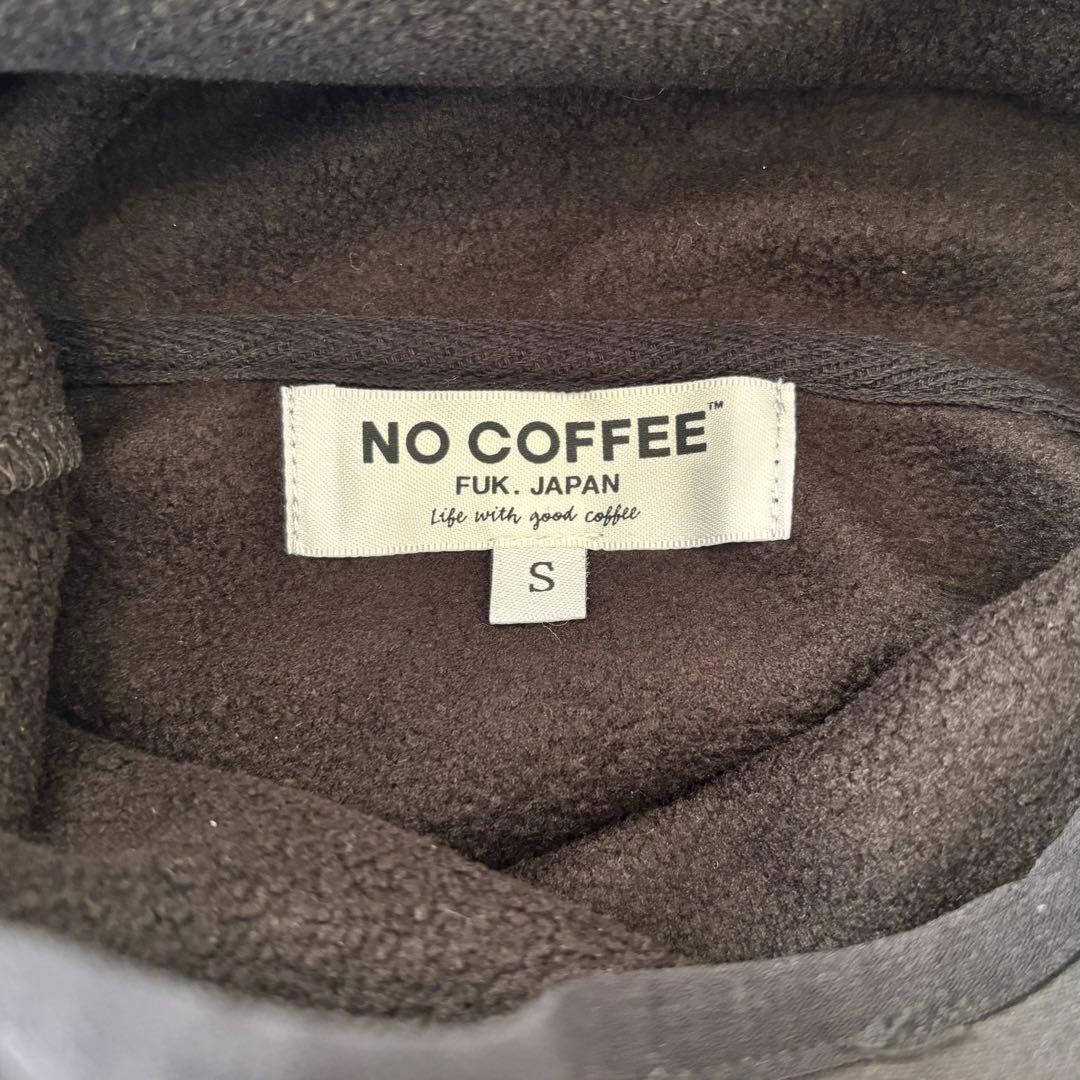 NO COFFEE™
FUK. JAPAN
Life with good coffee
S